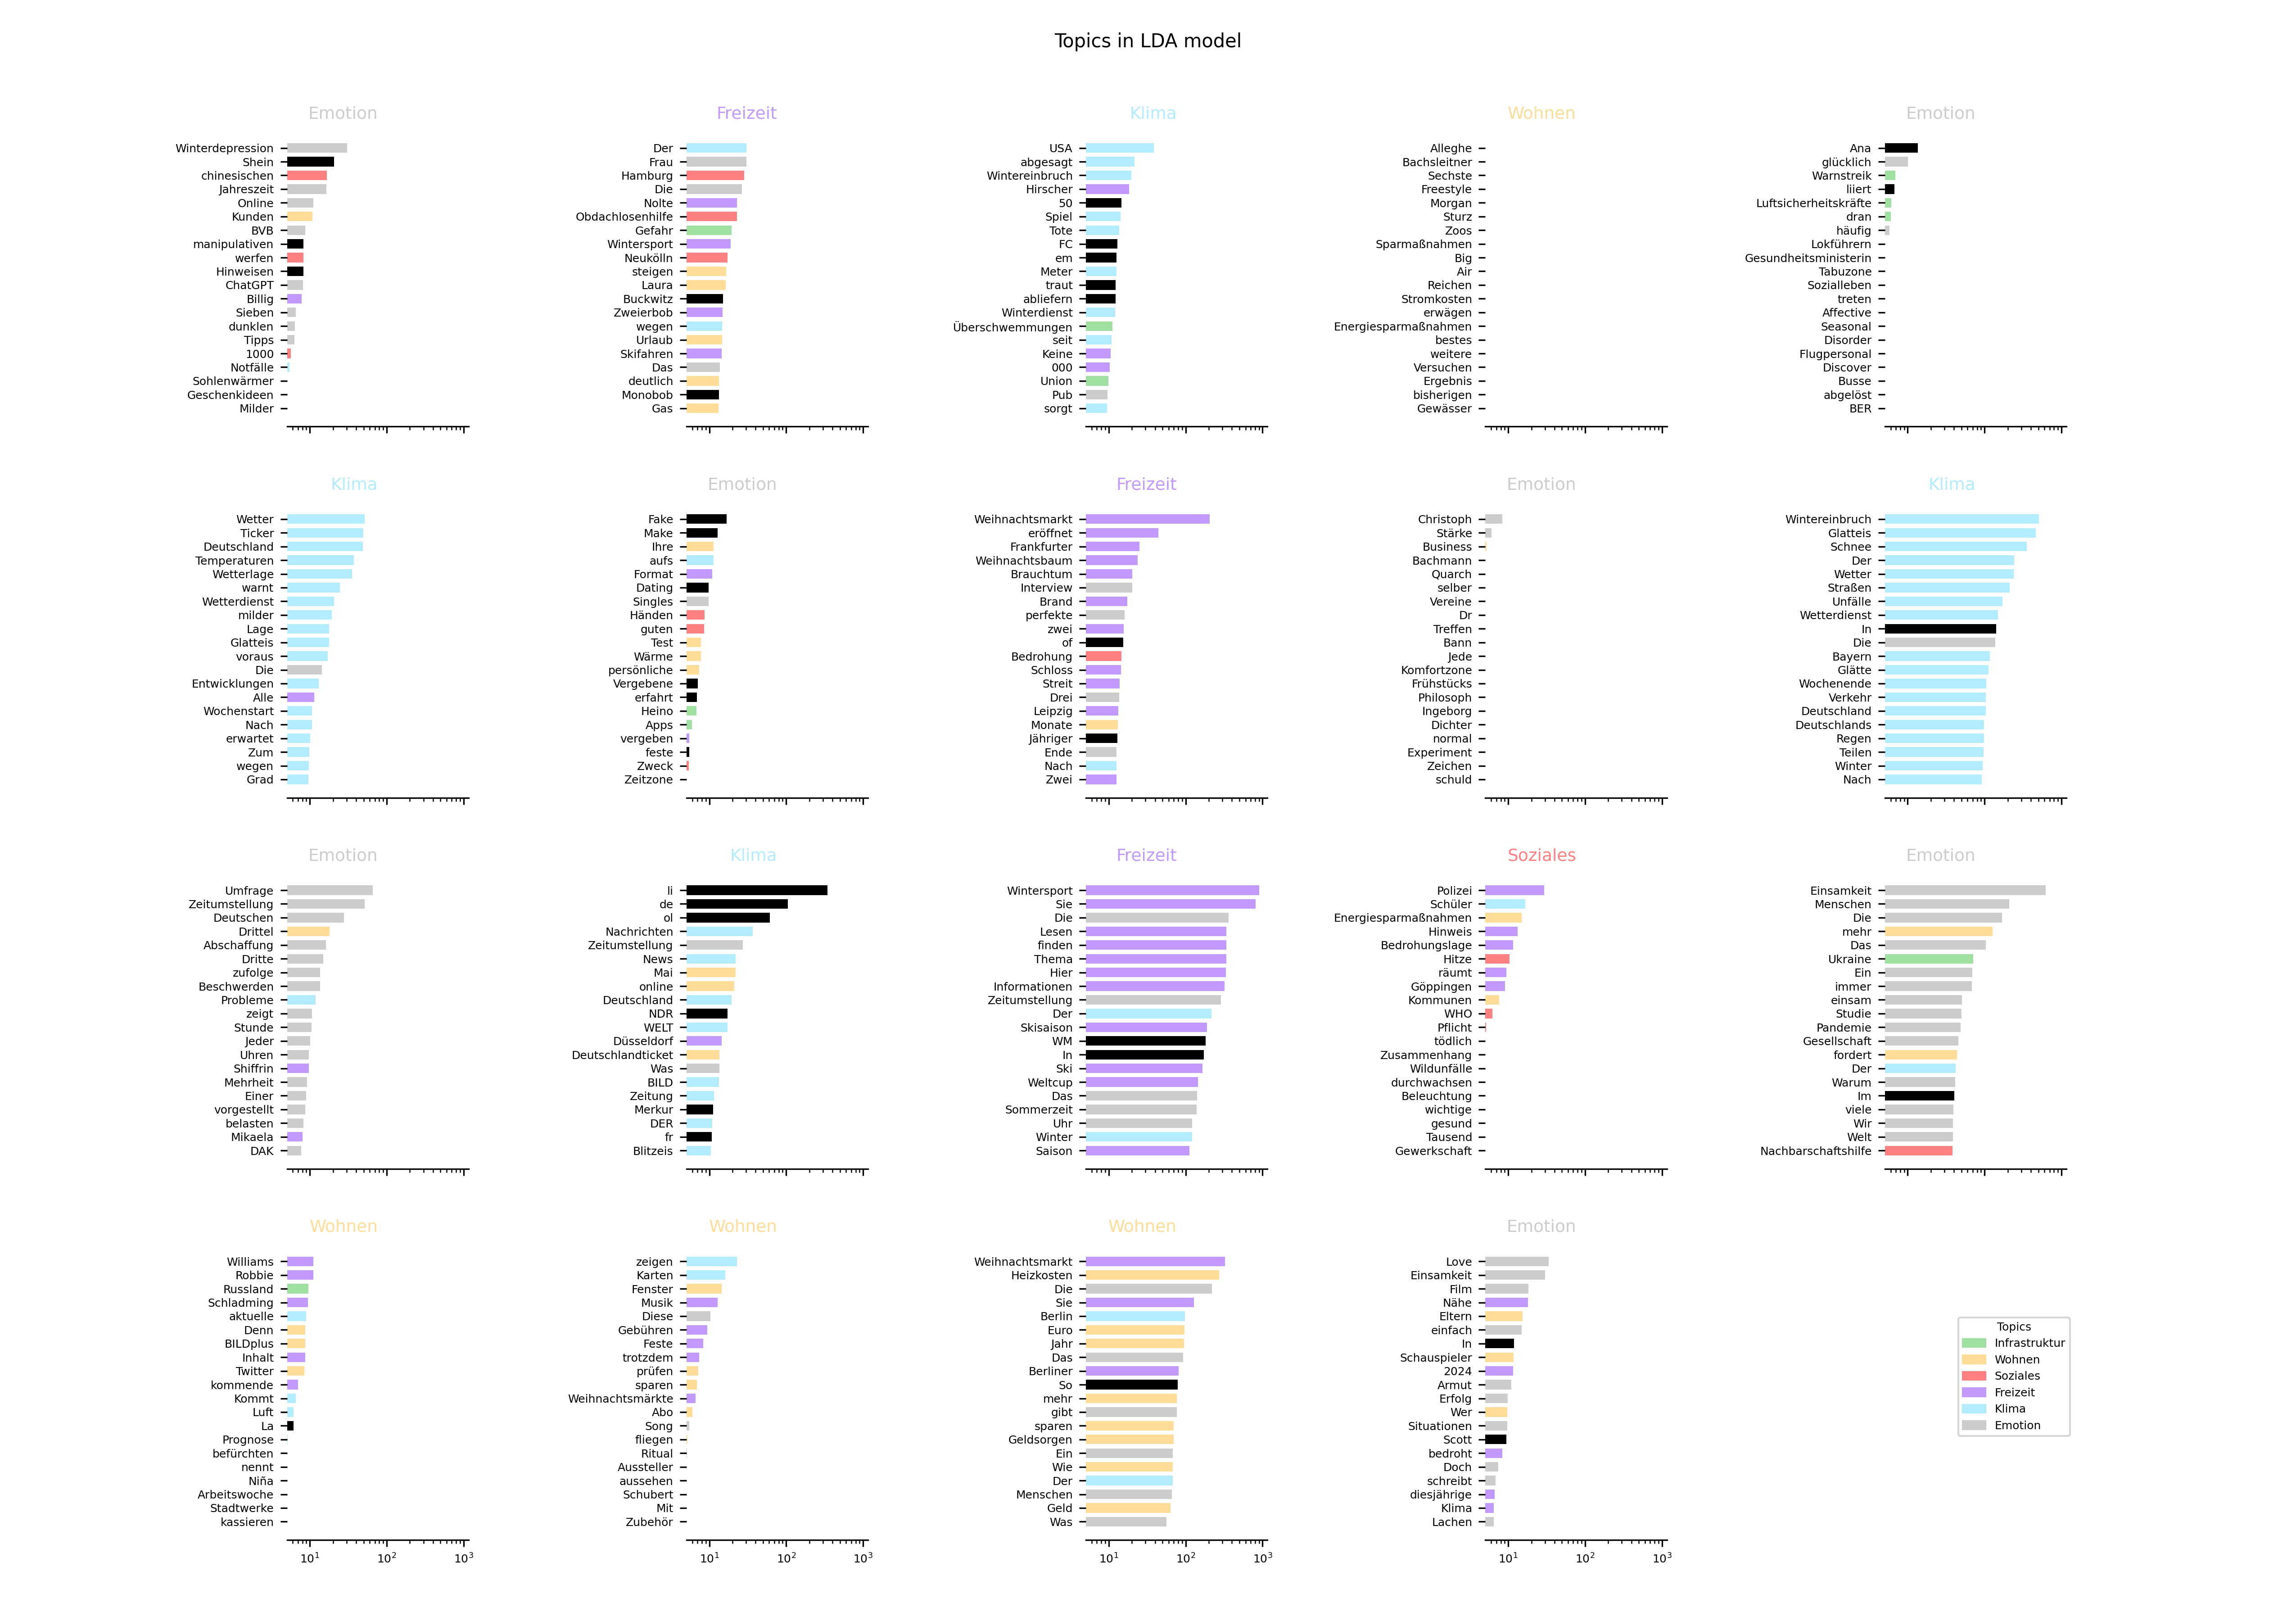 Topics in LDA model
Emotion
Winterdepression
Shein
chinesischen
Jahreszeit
Online
Kunden
BVB
manipulativen
werfen
Hinweisen
ChatGPT
Billig
Sieben
dunklen
Tipps
1000
Notfälle
Sohlenwärmer
Geschenkideen
Milder
Freizeit
Der
Frau
Hamburg
Die
Nolte
Obdachlosenhilfe
Gefahr
Wintersport
Neukölln
steigen
Laura
Buckwitz
Zweierbob
wegen
Urlaub
Skifahren
Das
deutlich
Monobob
Gas
Klima
USA
abgesagt
Wintereinbruch
Hirscher
50
Spiel
Tote
FC
em
Meter
traut
abliefern
Winterdienst
Überschwemmungen
seit
Keine
000
Union
Pub
sorgt
Wohnen
Alleghe
Bachsleitner
Sechste
Freestyle
Morgan
Sturz
Zoos
Sparmaßnahmen
Big
Air
Reichen
Stromkosten
erwägen
Energiesparmaßnahmen
bestes
weitere
Versuchen
Ergebnis
bisherigen
Gewässer
Emotion
Ana
glücklich
Warnstreik
liiert
Luftsicherheitskräfte
dran
häufig
Lokführern
Gesundheitsministerin
Tabuzone
Sozialleben
treten
Affective
Seasonal
Disorder
Flugpersonal
Discover
Busse
abgelöst
BER
Klima
Wetter
Ticker
Deutschland
Temperaturen
Wetterlage
warnt
Wetterdienst
milder
Lage
Glatteis
voraus
Die
Entwicklungen
Alle
Wochenstart
Nach
erwartet
Zum
wegen
Grad
Emotion
Fake
Make
Ihre
aufs
Format
Dating
Singles
Händen
guten
Test
Wärme
persönliche
Vergebene
erfahrt
Heino
Apps
vergeben
feste
Zweck
Zeitzone
Freizeit
Weihnachtsmarkt
eröffnet
Frankfurter
Weihnachtsbaum
Brauchtum
Interview
Brand
perfekte
zwei
of
Bedrohung
Schloss
Streit
Drei
Leipzig
Monate
Jähriger
Ende
Nach
Zwei
Emotion
Christoph
Stärke
Business
Bachmann
Quarch
selber
Vereine
Dr
Treffen
Bann
Jede
Komfortzone
Frühstücks
Philosoph
Ingeborg
Dichter
normal
Experiment
Zeichen
schuld
Klima
Wintereinbruch
Glatteis
Schnee
Der
Wetter
Straßen
Unfälle
Wetterdienst
In
Die
Bayern
Glätte
Wochenende
Verkehr
Deutschland
Deutschlands
Regen
Teilen
Winter
Nach
Emotion
Umfrage
Zeitumstellung
Deutschen
Drittel
Abschaffung
Dritte
zufolge
Beschwerden
Probleme
zeigt
Stunde
Jeder
Uhren
Shiffrin
Mehrheit
Einer
vorgestellt
belasten
Mikaela
DAK
Klima
li
de
ol
Nachrichten
Zeitumstellung
News
Mai
online
Deutschland
NDR
WELT
Düsseldorf
Deutschlandticket
Was
BILD
Zeitung
Merkur
DER
fr
Blitzeis
Freizeit
Wintersport
Sie
Die
Lesen
finden
Thema
Hier
Informationen
Zeitumstellung
Der
Skisaison
WM
In
Ski
Weltcup
Das
Sommerzeit
Uhr
Winter
Saison
Soziales
Polizei
Schüler
Energiesparmaßnahmen
Hinweis
Bedrohungslage
Hitze
räumt
Göppingen
Kommunen
WHO
Pflicht
tödlich
Zusammenhang
Wildunfälle
durchwachsen
Beleuchtung
wichtige
gesund
Tausend
Gewerkschaft
Emotion
Einsamkeit
Menschen
Die
mehr
Das
Ukraine
Ein
immer
einsam
Studie
Pandemie
Gesellschaft
fordert
Der
Warum
Im
viele
Wir
Welt
Nachbarschaftshilfe
Wohnen
Williams
Robbie
Russland
Schladming
aktuelle
Denn
BILDplus
Inhalt
Twitter
kommende
Kommt
Luft
La
Prognose
befürchten
nennt
Niña
Arbeitswoche
Stadtwerke
kassieren
10¹ 10² 10³
Wohnen
zeigen
Karten
Fenster
Musik
Diese
Gebühren
Feste
trotzdem
prüfen
sparen
Weihnachtsmärkte
Abo
Song
fliegen
Ritual
Aussteller
aussehen
Schubert
Mit
Zubehör
10¹ 10² 10³
Wohnen
Weihnachtsmarkt
Heizkosten
Die
Sie
Berlin
Euro
Jahr
Das
Berliner
So
mehr
gibt
sparen
Geldsorgen
Ein
Wie
Der
Menschen
Geld
Was
10¹ 10² 10³
Emotion
Love
Einsamkeit
Film
Nähe
Eltern
einfach
In
Schauspieler
2024
Armut
Erfolg
Wer
Situationen
Scott
bedroht
Doch
schreibt
diesjährige
Klima
Lachen
10¹ 10² 10³
Topics
Infrastruktur
Wohnen
Soziales
Freizeit
Klima
Emotion